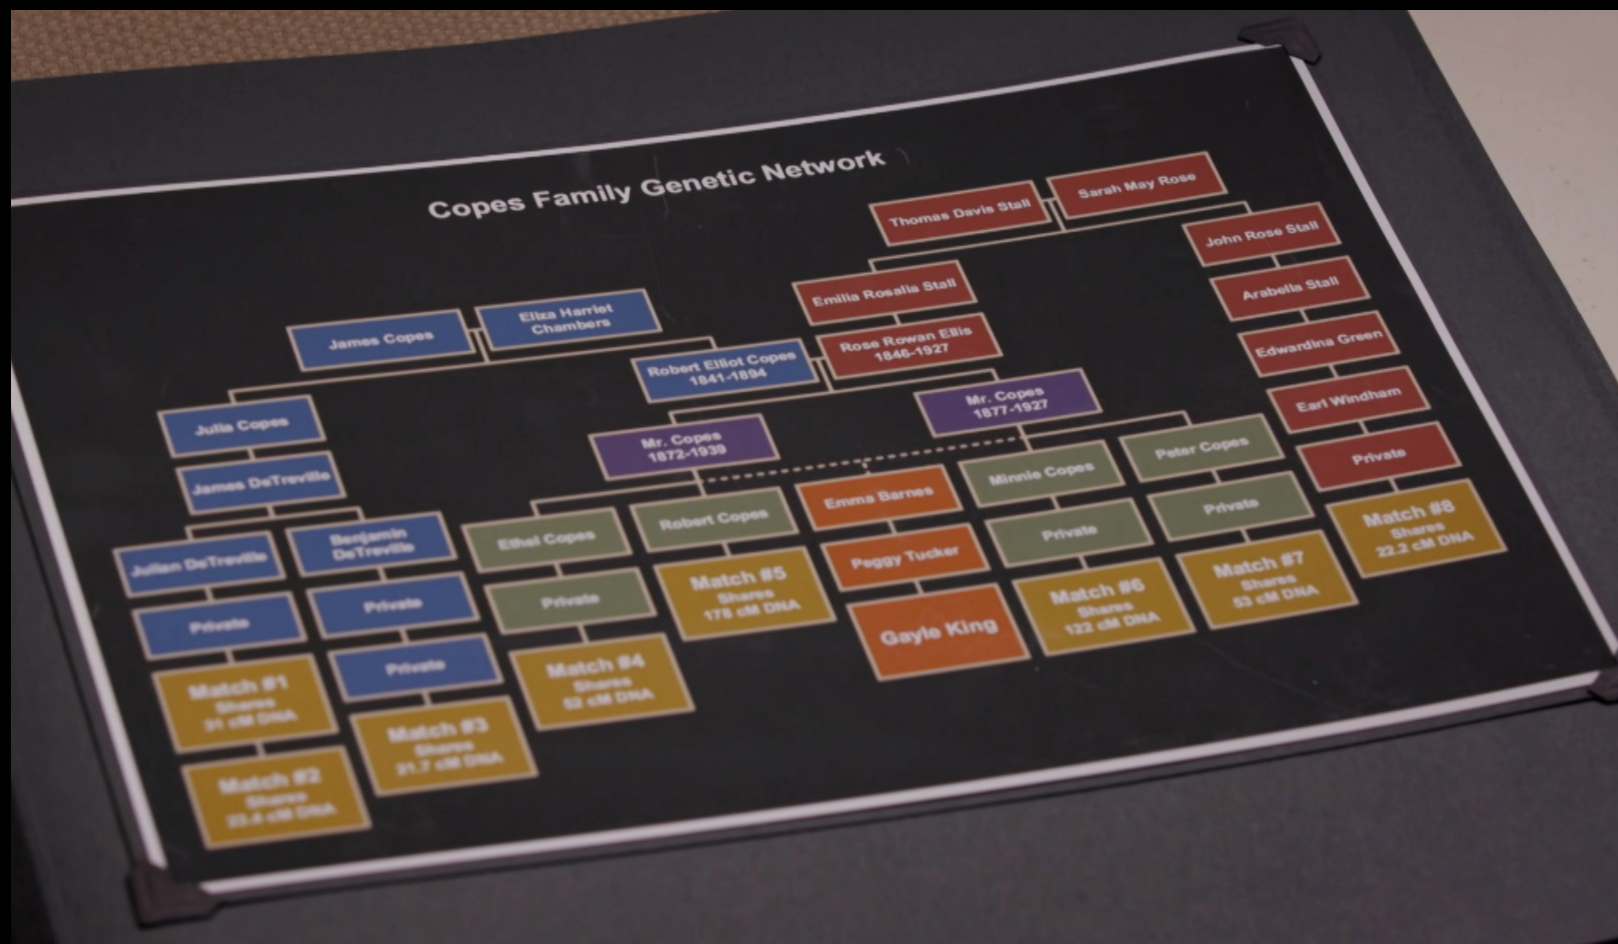 Copes Family Genetic Network
Thomas Davis Stall
Sarah May Rose
John Rose Stall
Emilia Rosalia Stall
Arabella Stall
James Copes
Eliza Harriet
Chambers
Rose Rowan Ellis
1846-1927
Edwardina Green
Robert Elliot Copes
1841-1894
Mr. Copes
1877-1927
Earl Windham
Julia Copes
Mr. Copes
1872-1939
Peter Copes
Private
James DeTreville
Minnie Copes
Emma Barnes
Robert Copes
Private
Match #8
Shares
22.2 cM DNA
Ethel Copes
Private
Benjamin
DeTreville
Julian DeTreville
Peggy Tucker
Match #5
Shares
178 cM DNA
Match #7
Shares
53 cM DNA
Private
Private
Private
Gayle King
Match #6
Shares
122 cM DNA
Private
Match #4
Shares
52 cM DNA
Match #1
Shares
31 cM DNA
Match #3
Shares
31.7 cM DNA
Match #2
Shares
cM DNA